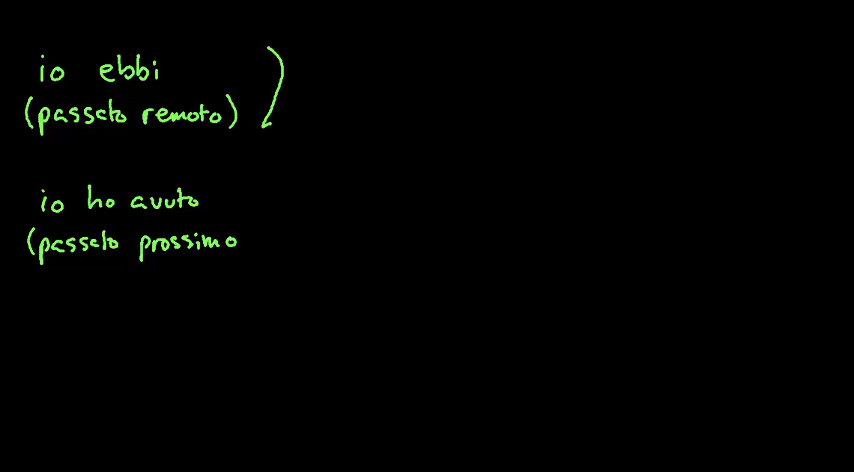 io ebbi
(passato remoto)
io ho avuto
(passato prossimo